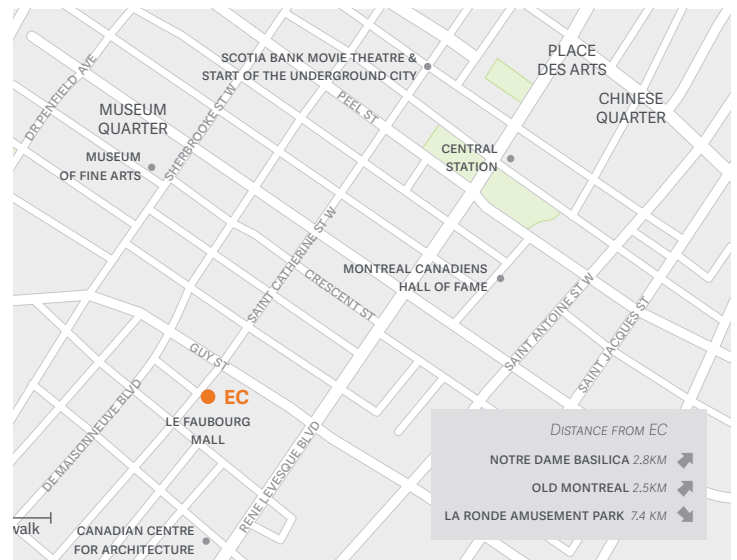 SCOTIA BANK MOVIE THEATRE &
START OF THE UNDERGROUND CITY
PLACE
DES ARTS
CHINESE
QUARTER
DR PENFIELD AVE
MUSEUM
QUARTER
SHERBROOKE ST W
PEEL ST
MUSEUM
OF FINE ARTS
CENTRAL
STATION
SAINT CATHERINE ST W
MONTREAL CANADIENS
HALL OF FAME
CRESCENT ST
SAINT ANTOINE ST W
SAINT JACQUES ST
GUY ST
EC
LE FAUBOURG
MALL
DE MAISONNEUVE BLVD
RENE LEVESQUE BLVD
DISTANCE FROM EC
NOTRE DAME BASILICA 2.8KM
OLD MONTREAL 2.5KM
LA RONDE AMUSEMENT PARK 7.4 KM
walk
CANADIAN CENTRE
FOR ARCHITECTURE